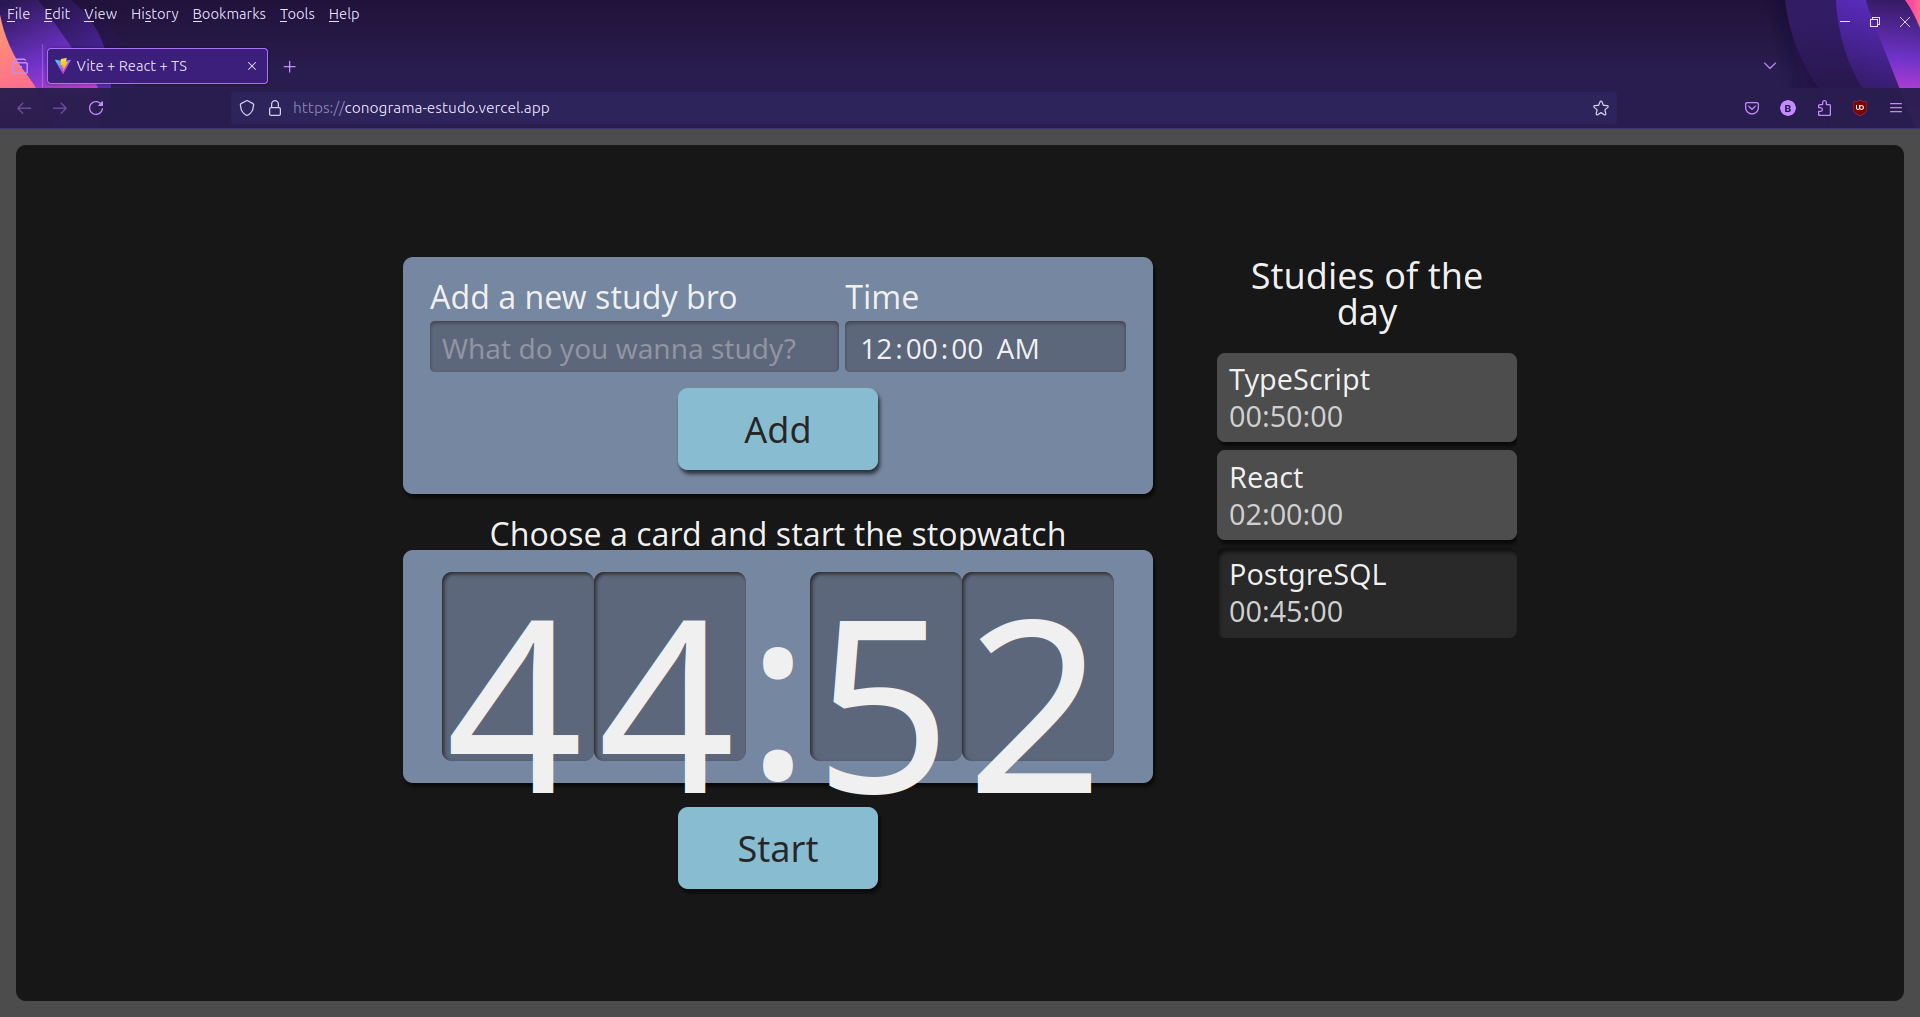 File Edit View History Bookmarks Tools Help
Vite + React + TS
https://conograma-estudo.vercel.app
Add a new study bro
Time
What do you wanna study?
12:00:00 AM
Add
Choose a card and start the stopwatch
44:52
Start
Studies of the
day
TypeScript
00:50:00
React
02:00:00
PostgreSQL
00:45:00